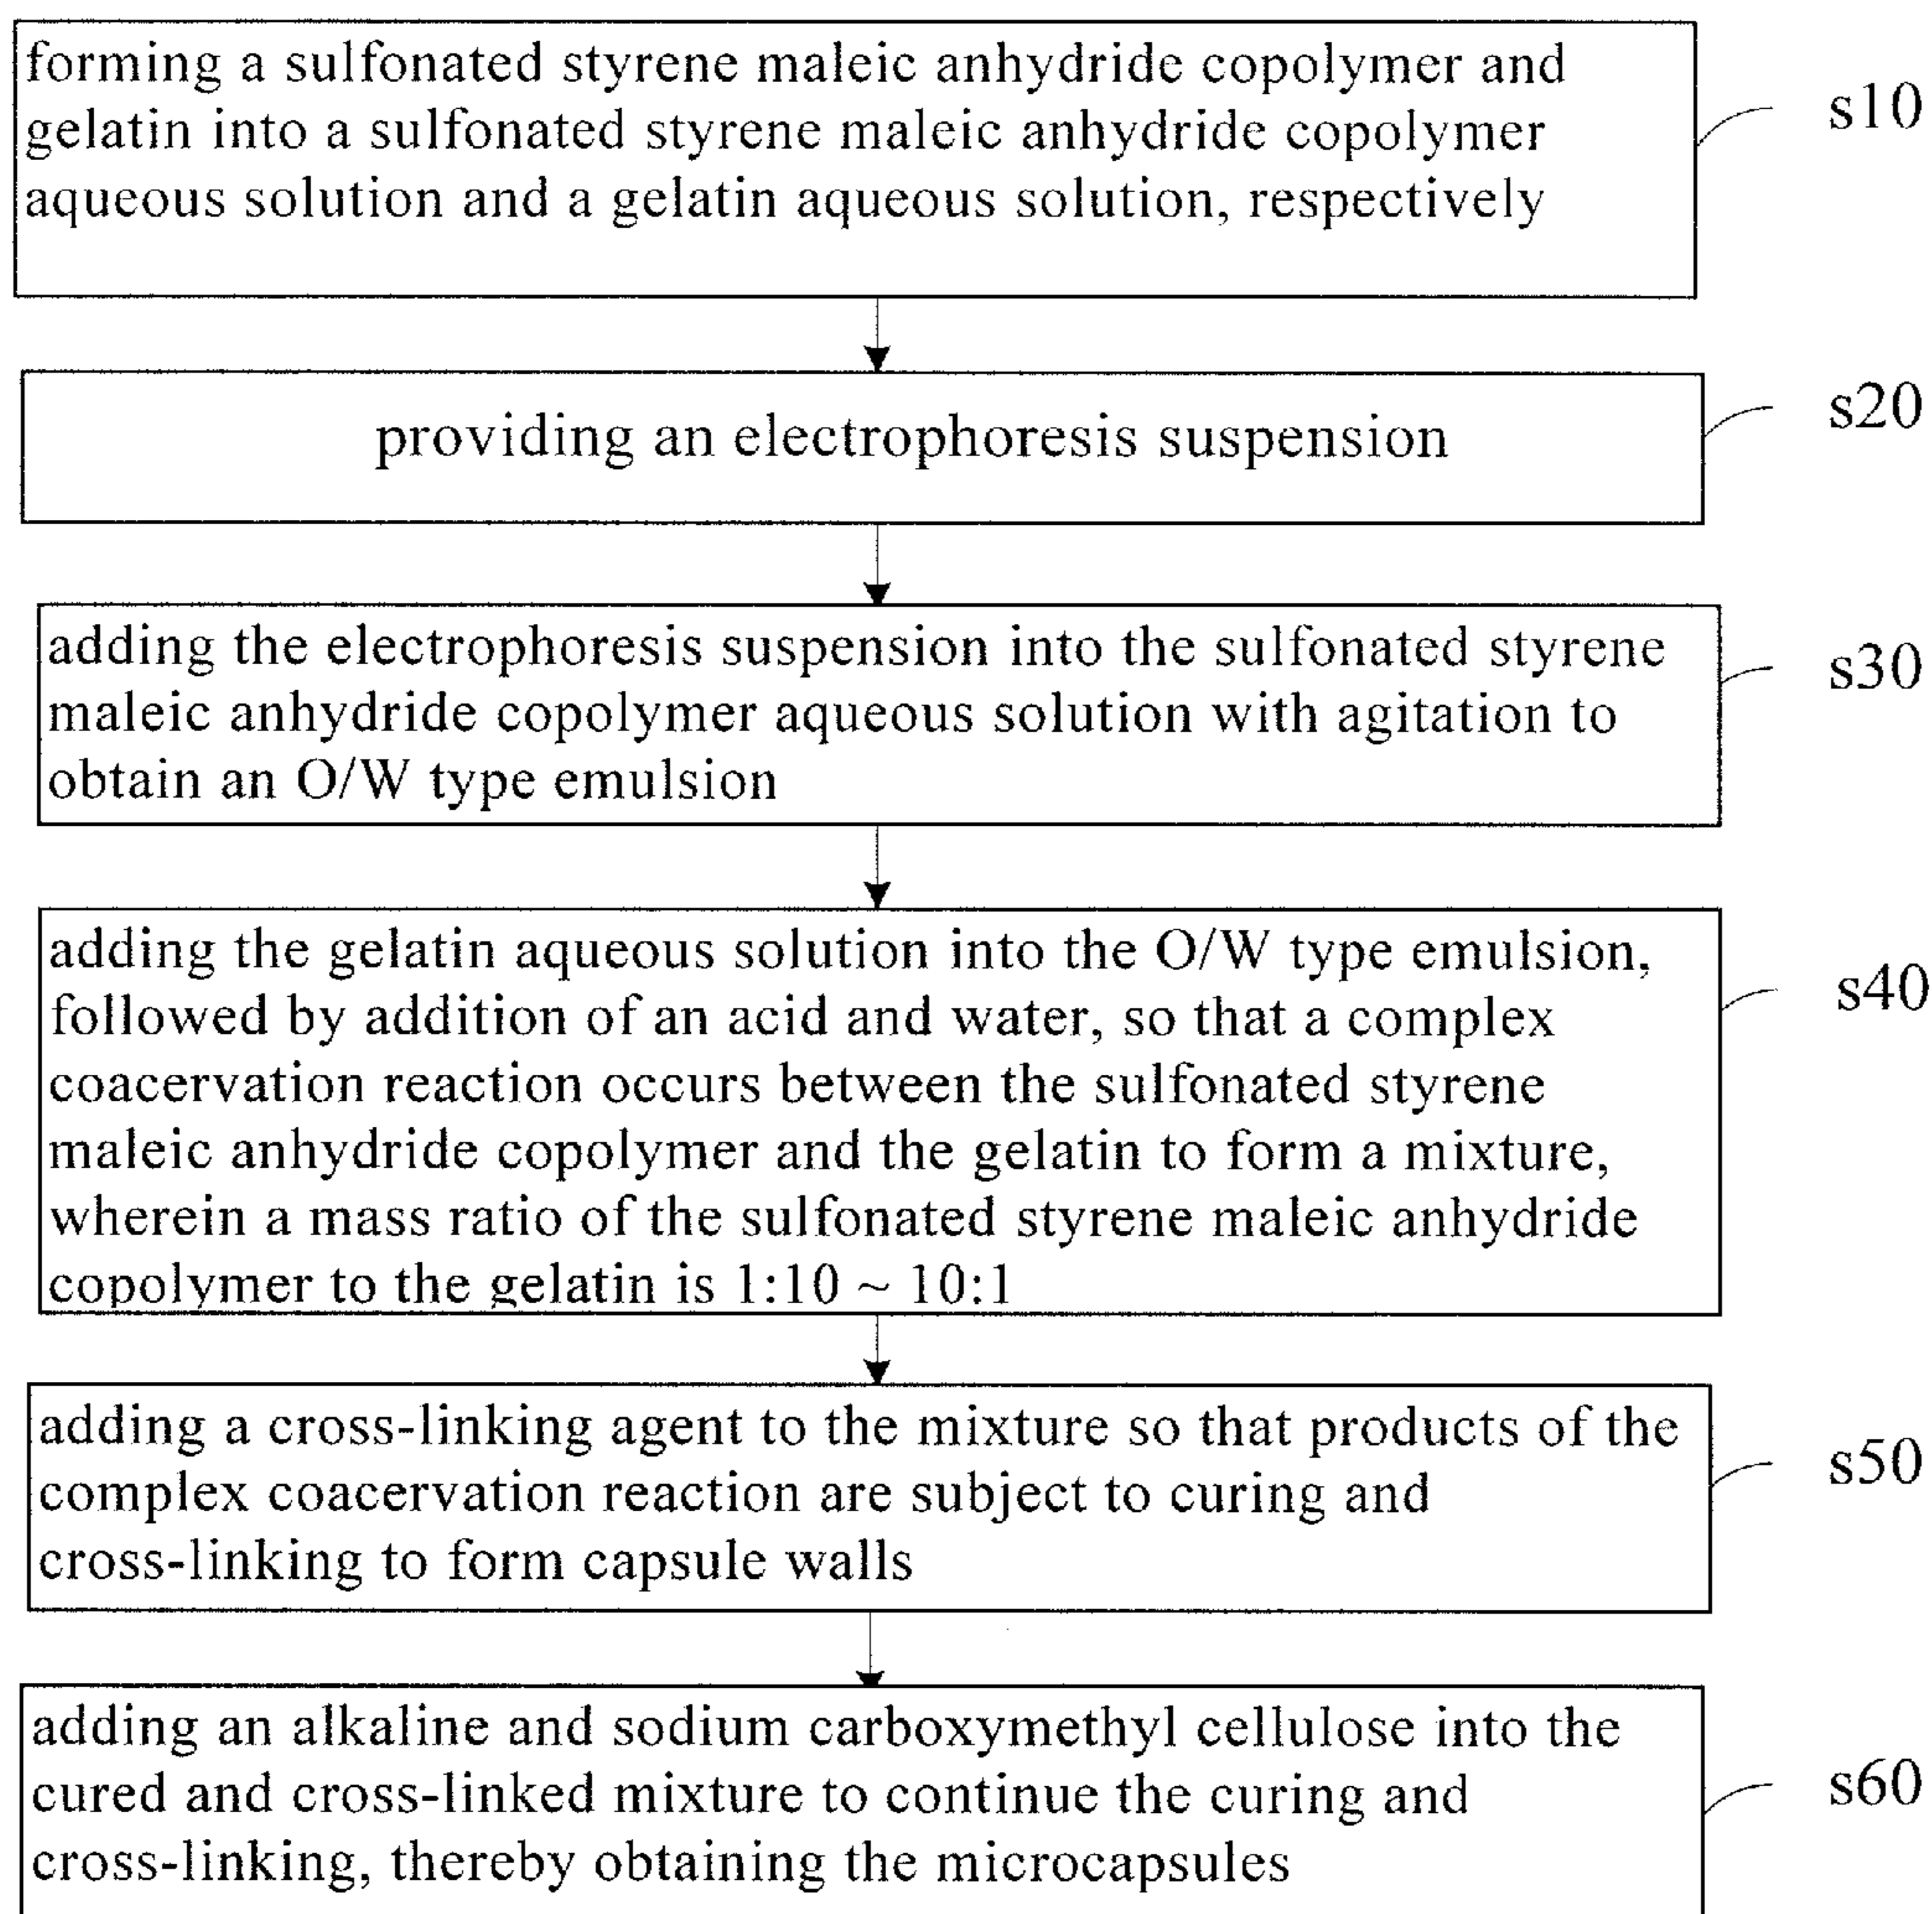 forming a sulfonated styrene maleic anhydride copolymer and
gelatin into a sulfonated styrene maleic anhydride copolymer
aqueous solution and a gelatin aqueous solution, respectively
s10
providing an electrophoresis suspension
s20
adding the electrophoresis suspension into the sulfonated styrene
maleic anhydride copolymer aqueous solution with agitation to
obtain an O/W type emulsion
s30
adding the gelatin aqueous solution into the O/W type emulsion,
followed by addition of an acid and water, so that a complex
coacervation reaction occurs between the sulfonated styrene
maleic anhydride copolymer and the gelatin to form a mixture,
wherein a mass ratio of the sulfonated styrene maleic anhydride
copolymer to the gelatin is 1:10 ~ 10:1
s40
adding a cross-linking agent to the mixture so that products of the
complex coacervation reaction are subject to curing and
cross-linking to form capsule walls
s50
adding an alkaline and sodium carboxymethyl cellulose into the
cured and cross-linked mixture to continue the curing and
cross-linking, thereby obtaining the microcapsules
s60